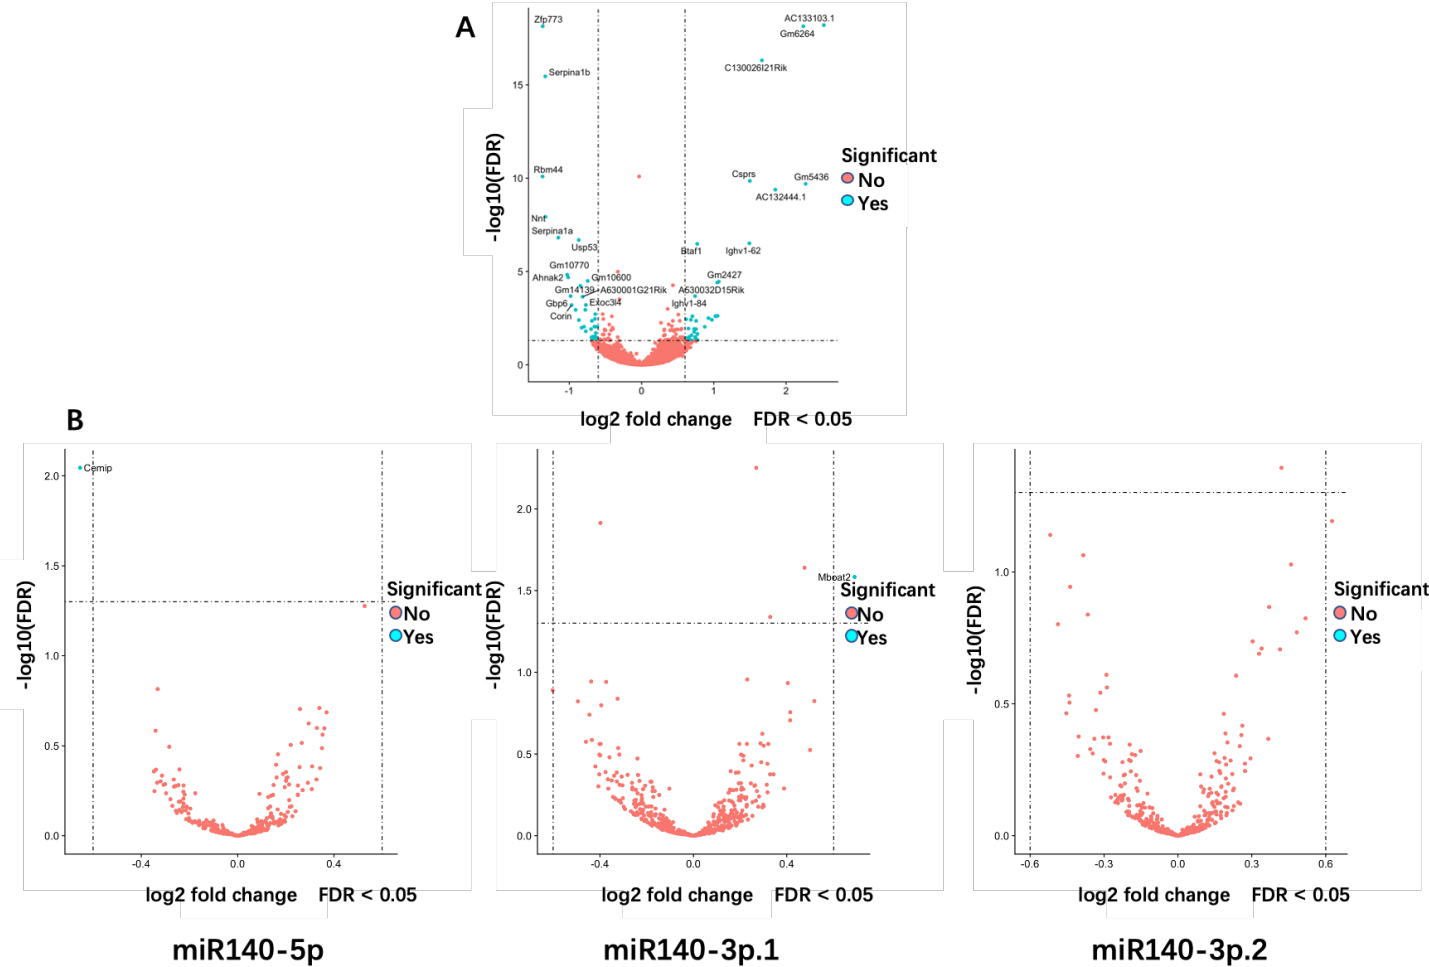 A
Zfp773
AC133103.1
Gm6264
C130026I21Rik
Serpina1b
15
-log10(FDR)
Significant
No
Yes
Rbm44
10
Csprs
Gm5436
AC132444.1
Nnt
Serpina1a
Usp53
Btaf1
Ighv1-62
Gm10770
Ahnak2
Gm10600
Gm2427
5
Gm14139
A630001G21Rik
A630032D15Rik
Gbp6
Exoc3l4
Ighv1-84
Corin
0
-1 0 1 2
log2 fold change FDR < 0.05
B
Cemip
2.0
1.5
1.0
0.5
0.0
-log10(FDR)
Significant
No
Yes
-0.4 0.0 0.4
log2 fold change FDR < 0.05
miR140-5p
2.0
1.5
1.0
0.5
0.0
-log10(FDR)
Mboat2
Significant
No
Yes
-0.4 0.0 0.4
log2 fold change FDR < 0.05
miR140-3p.1
1.0
0.5
0.0
-log10(FDR)
Significant
No
Yes
-0.6 -0.3 0.0 0.3 0.6
log2 fold change FDR < 0.05
miR140-3p.2